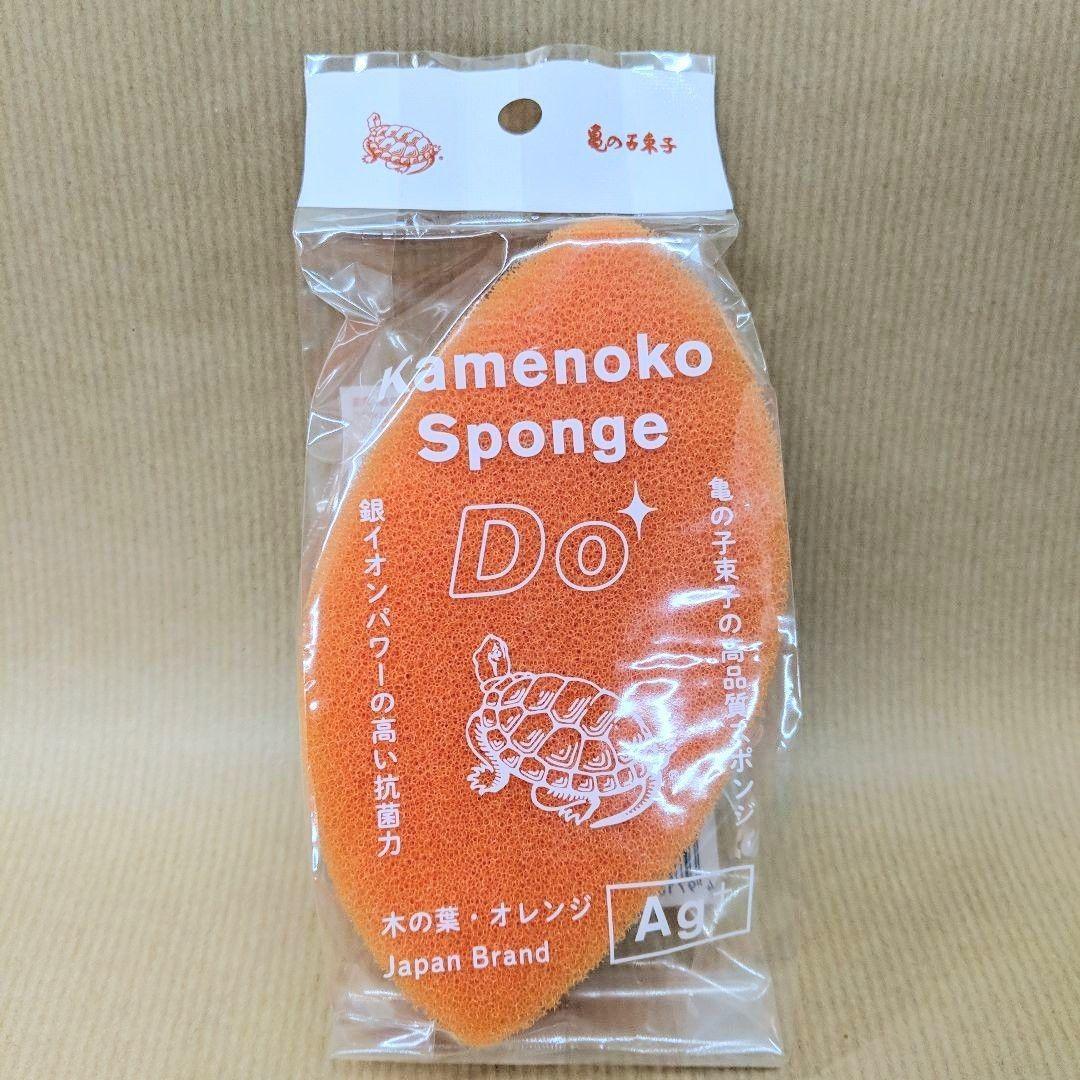 亀の子束子
Kamenoko
Sponge
Do
亀の子束子の高品質スポンジ
銀イオンパワーの高い抗菌力
木の葉・オレンジ
Japan Brand
Ag+